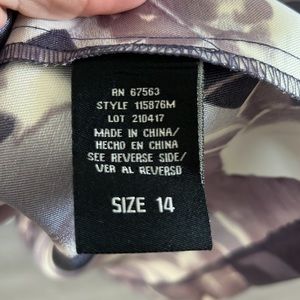 RN 67563
STYLE 115876M
LOT 210417
MADE IN CHINA/
HECHO EN CHINA
SEE REVERSE SIDE/
VER AL REVERSO
SIZE 14